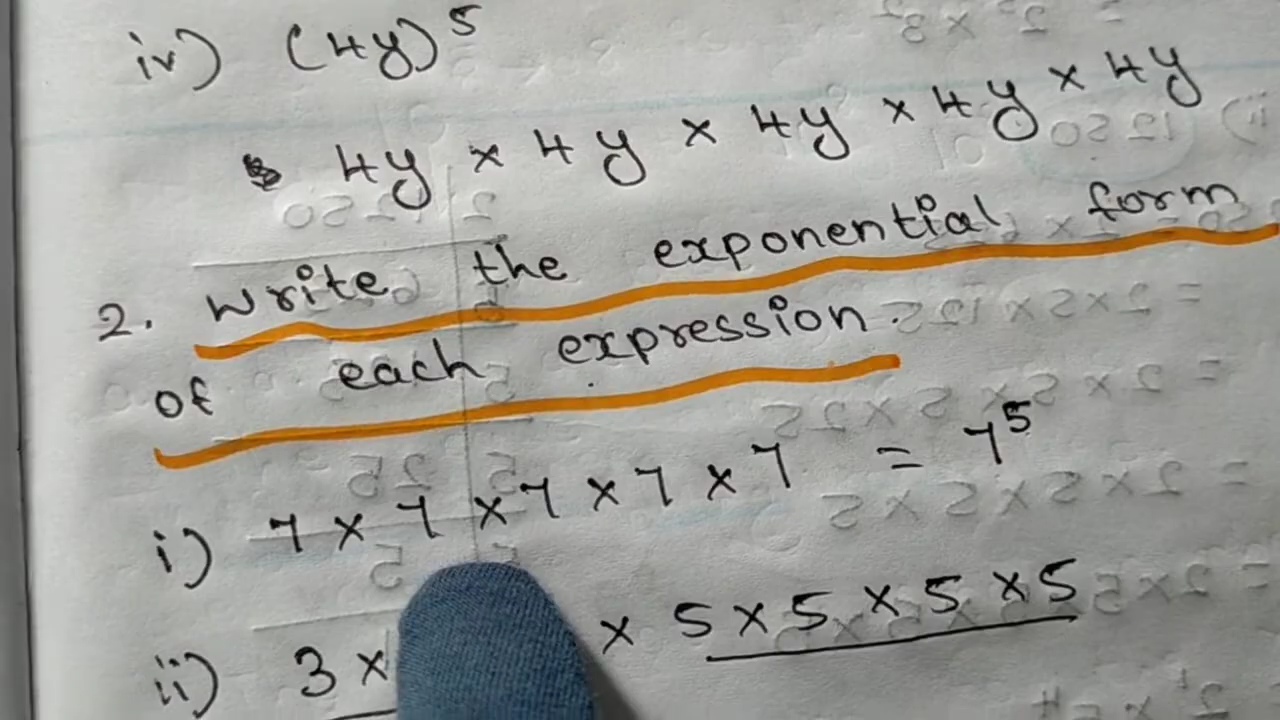 iv) (4y)⁵
4y × 4y × 4y × 4y × 4y
2. Write the exponential form
of each expression.
i) 7 × 7 × 7 × 7 × 7 = 7⁵
ii) 3 × × 5 × 5 × 5 × 5